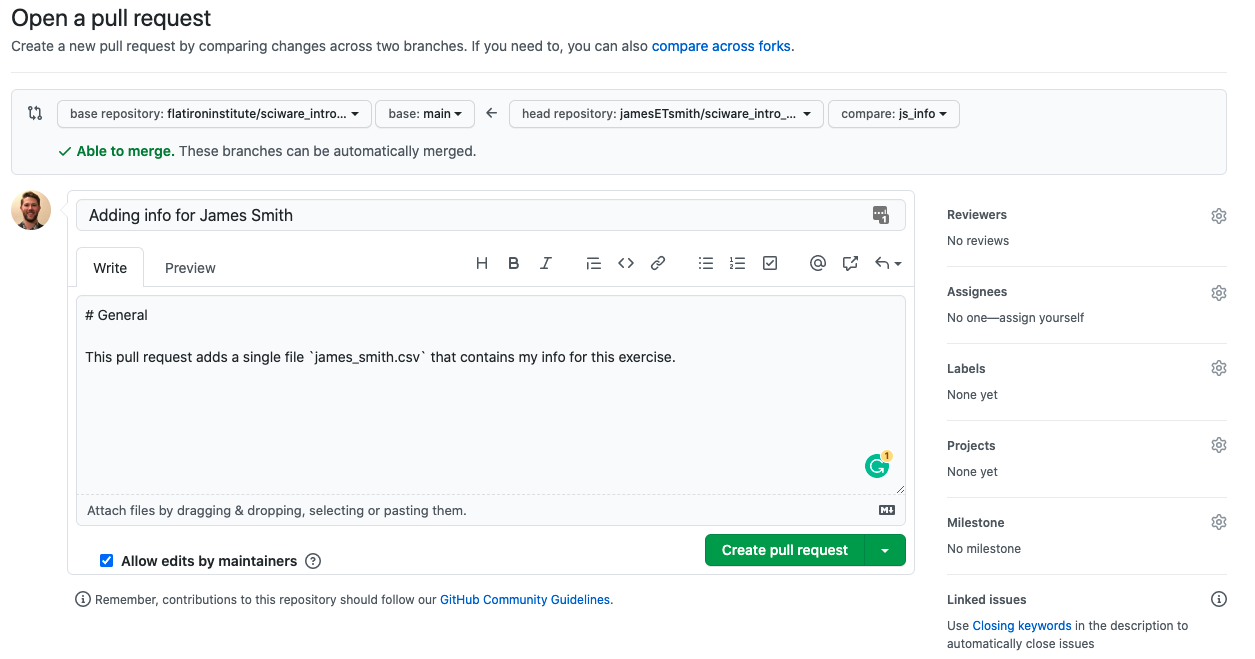 Open a pull request
Create a new pull request by comparing changes across two branches. If you need to, you can also compare across forks.
base repository: flatironinstitute/sciware_intro... base: main head repository: jamesETsmith/sciware_intro_... compare: js_info
Able to merge. These branches can be automatically merged.
Adding info for James Smith
1
Write Preview
# General
This pull request adds a single file `james_smith.csv` that contains my info for this exercise.
1
Attach files by dragging & dropping, selecting or pasting them.
Allow edits by maintainers
Create pull request
Remember, contributions to this repository should follow our GitHub Community Guidelines.
Reviewers
No reviews
Assignees
No one—assign yourself
Labels
None yet
Projects
None yet
Milestone
No milestone
Linked issues
Use Closing keywords in the description to
automatically close issues